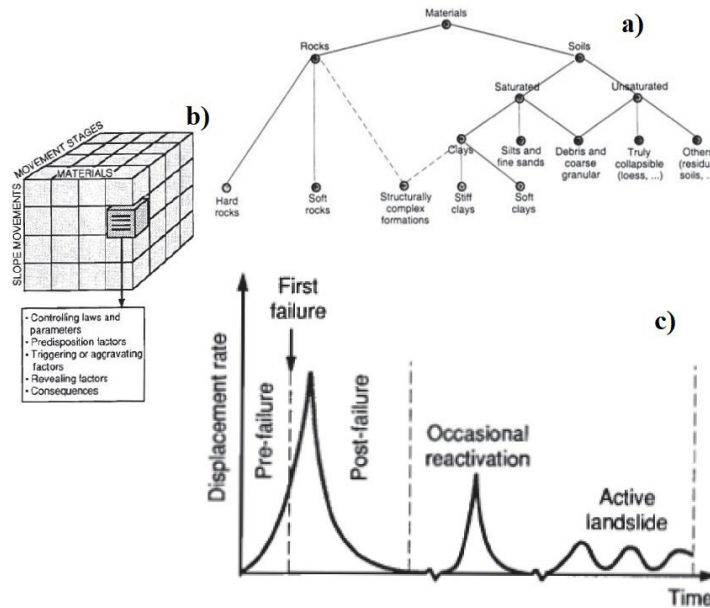 a)
Materials
Rocks
Soils
Saturated
Unsaturated
Clays
Silts and
fine sands
Debris and
coarse
granular
Truly
collapsible
(loess, ...)
Others
(residu
soils, ...
Hard
rocks
Soft
rocks
Structurally
complex
formations
Stiff
clays
Soft
clays
b)
MOVEMENT STAGES
MATERIALS
SLOPE MOVEMENTS
• Controlling laws and
parameters
• Predisposition factors
• Triggering or aggravating
factors
• Revealing factors
• Consequences
c)
Displacement rate
First
failure
Pre-failure
Post-failure
Occasional
reactivation
Active
landslide
Time